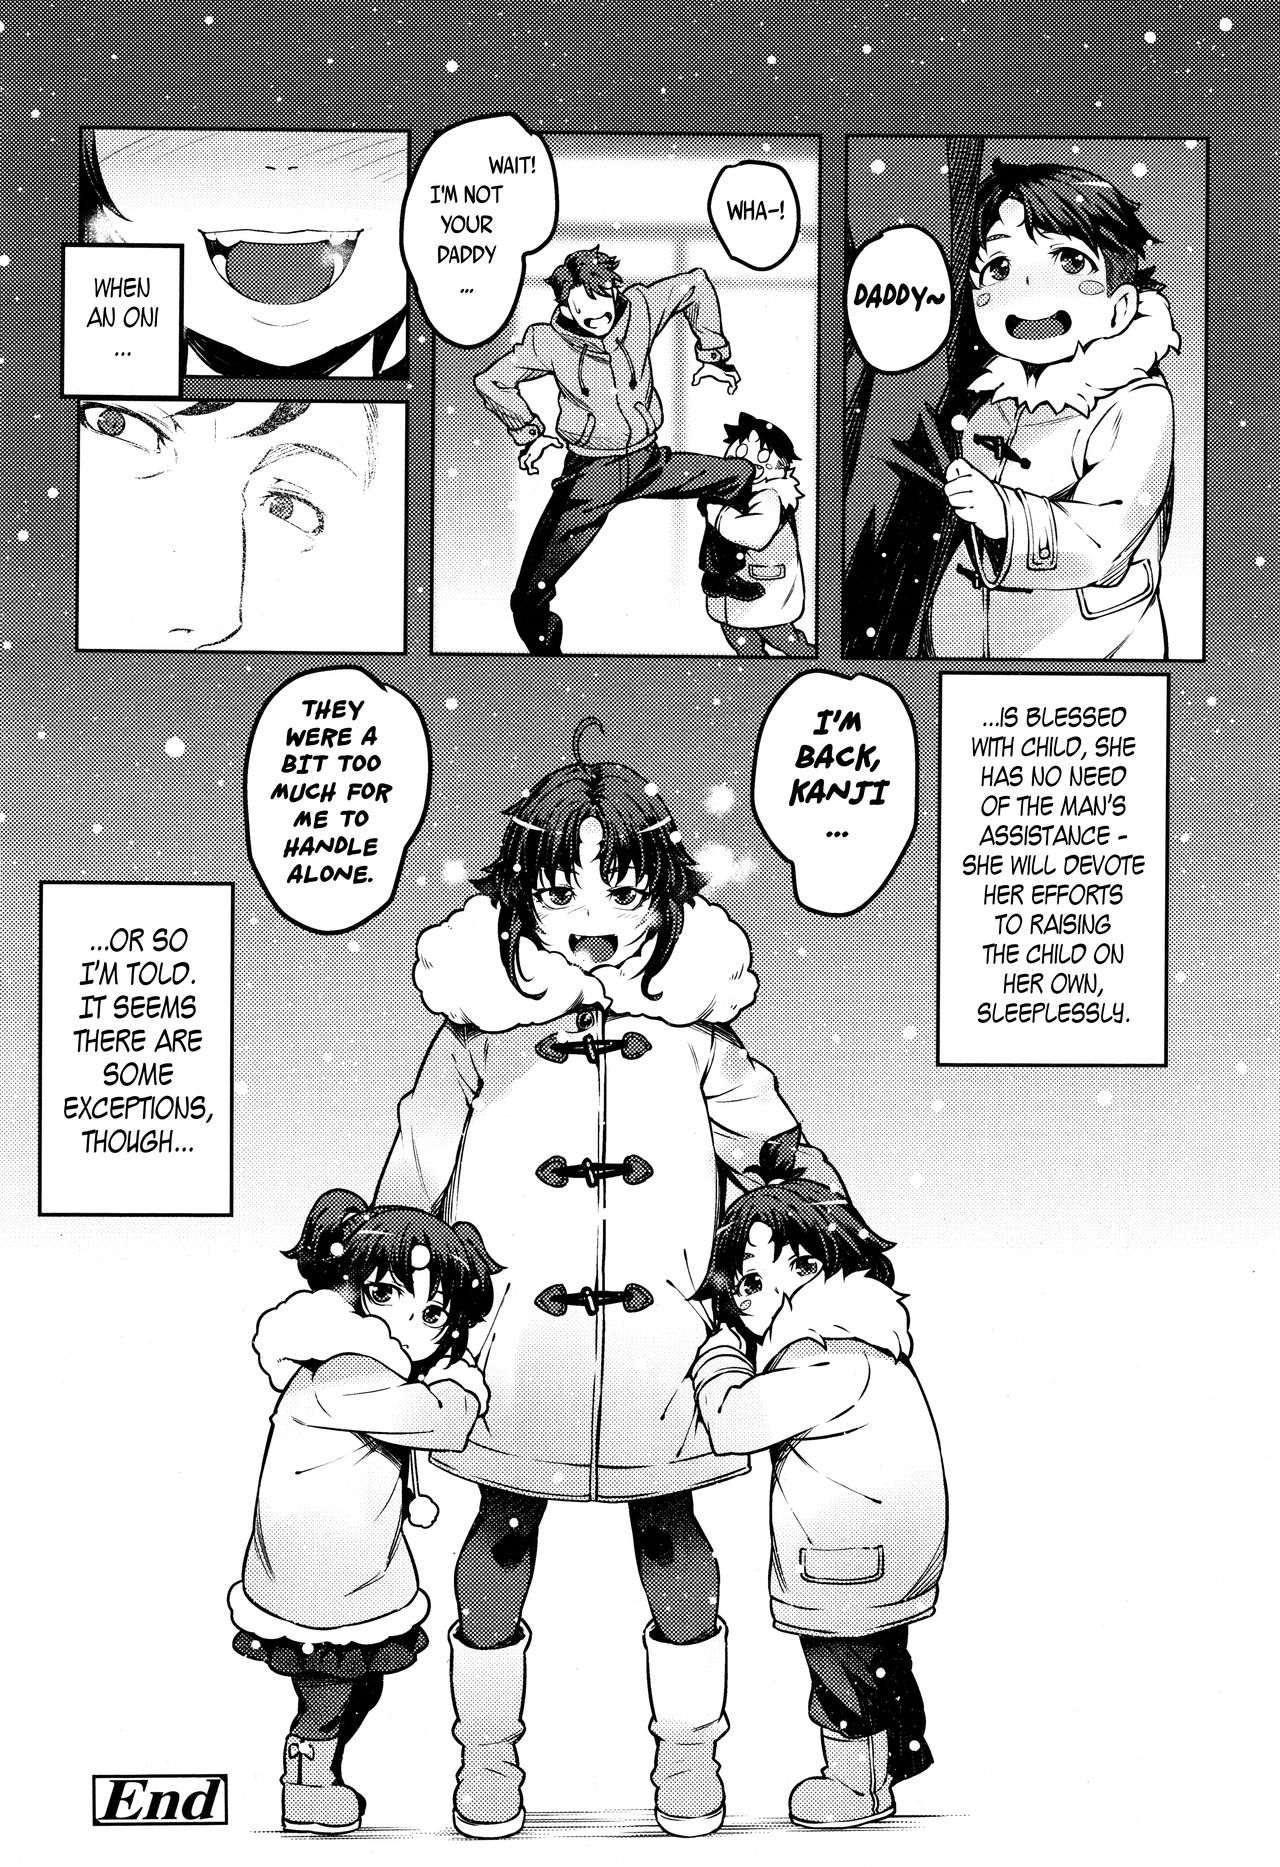 DADDY~
WHA-!
WAIT!
I'M NOT
YOUR
DADDY
...
WHEN
AN ONI
...
...IS BLESSED
WITH CHILD, SHE
HAS NO NEED
OF THE MAN'S
ASSISTANCE -
SHE WILL DEVOTE
HER EFFORTS
TO RAISING
THE CHILD ON
HER OWN,
SLEEPLESSLY.
I'M
BACK,
KANJI
...
THEY
WERE A
BIT TOO
MUCH FOR
ME TO
HANDLE
ALONE.
...OR SO
I'M TOLD.
IT SEEMS
THERE ARE
SOME
EXCEPTIONS,
THOUGH...
End